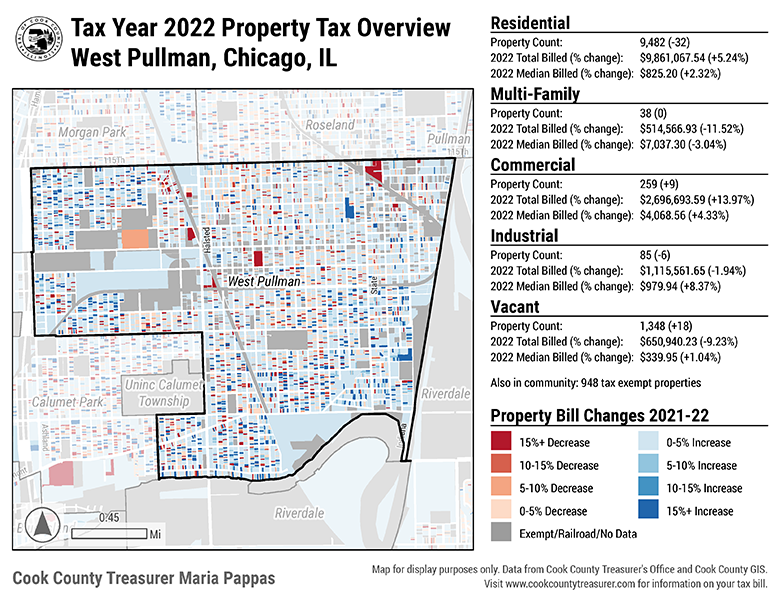 Tax Year 2022 Property Tax Overview
West Pullman, Chicago, IL
Residential
Property Count: 9,482 (-32)
2022 Total Billed (% change): $9,861,067.54 (+5.24%)
2022 Median Billed (% change): $825.20 (+2.32%)
Multi-Family
Property Count: 38 (0)
2022 Total Billed (% change): $514,566.93 (-11.52%)
2022 Median Billed (% change): $7,037.30 (-3.04%)
Commercial
Property Count: 259 (+9)
2022 Total Billed (% change): $2,696,693.59 (+13.97%)
2022 Median Billed (% change): $4,068.56 (+4.33%)
Industrial
Property Count: 85 (-6)
2022 Total Billed (% change): $1,115,561.65 (-1.94%)
2022 Median Billed (% change): $979.94 (+8.37%)
Vacant
Property Count: 1,348 (+18)
2022 Total Billed (% change): $650,940.23 (-9.23%)
2022 Median Billed (% change): $339.95 (+1.04%)
Also in community: 948 tax exempt properties
Property Bill Changes 2021-22
15%+ Decrease
10-15% Decrease
5-10% Decrease
0-5% Decrease
Exempt/Railroad/No Data
0-5% Increase
5-10% Increase
10-15% Increase
15%+ Increase
Morgan Park
Roseland
Pullman
115Th
115Th
Halsted
West Pullman
State
Uninc Calumet
Township
Calumet Park
Ashland
Riverdale
Riverdale
0.45
Mi
Cook County Treasurer Maria Pappas
Map for display purposes only. Data from Cook County Treasurer's Office and Cook County GIS.
Visit www.cookcountytreasurer.com for information on your tax bill.